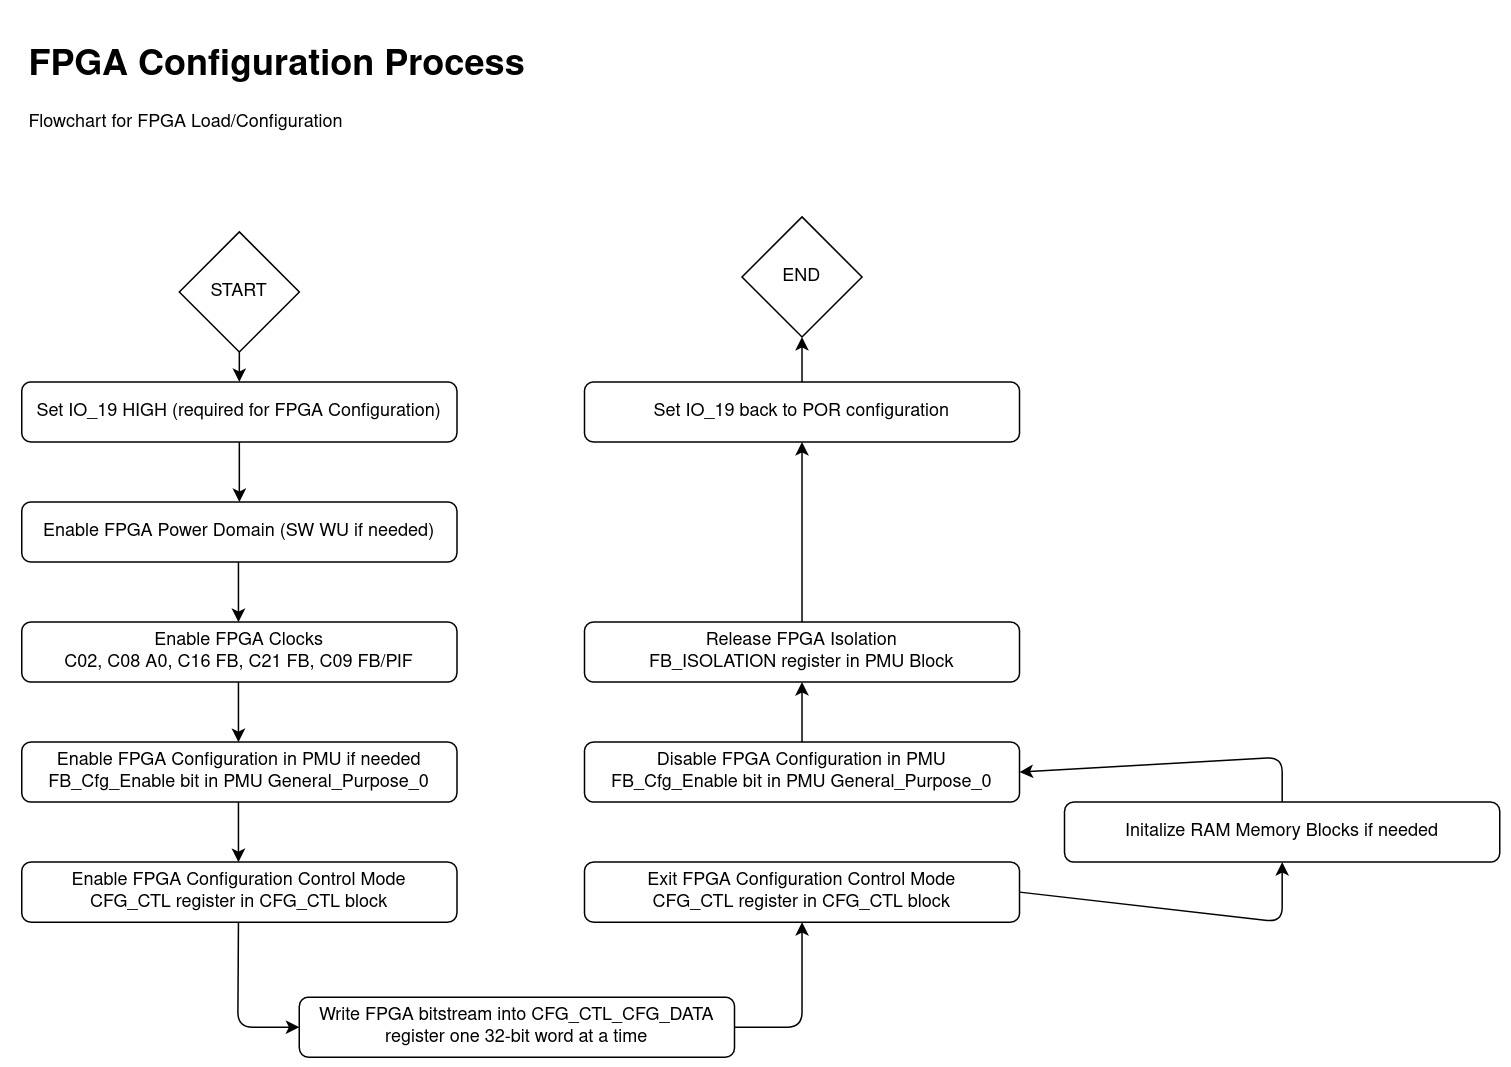 FPGA Configuration Process
Flowchart for FPGA Load/Configuration
START
Set IO_19 HIGH (required for FPGA Configuration)
Enable FPGA Power Domain (SW WU if needed)
Enable FPGA Clocks
C02, C08 A0, C16 FB, C21 FB, C09 FB/PIF
Enable FPGA Configuration in PMU if needed
FB_Cfg_Enable bit in PMU General_Purpose_0
Enable FPGA Configuration Control Mode
CFG_CTL register in CFG_CTL block
Write FPGA bitstream into CFG_CTL_CFG_DATA
register one 32-bit word at a time
Exit FPGA Configuration Control Mode
CFG_CTL register in CFG_CTL block
Initalize RAM Memory Blocks if needed
Disable FPGA Configuration in PMU
FB_Cfg_Enable bit in PMU General_Purpose_0
Release FPGA Isolation
FB_ISOLATION register in PMU Block
Set IO_19 back to POR configuration
END